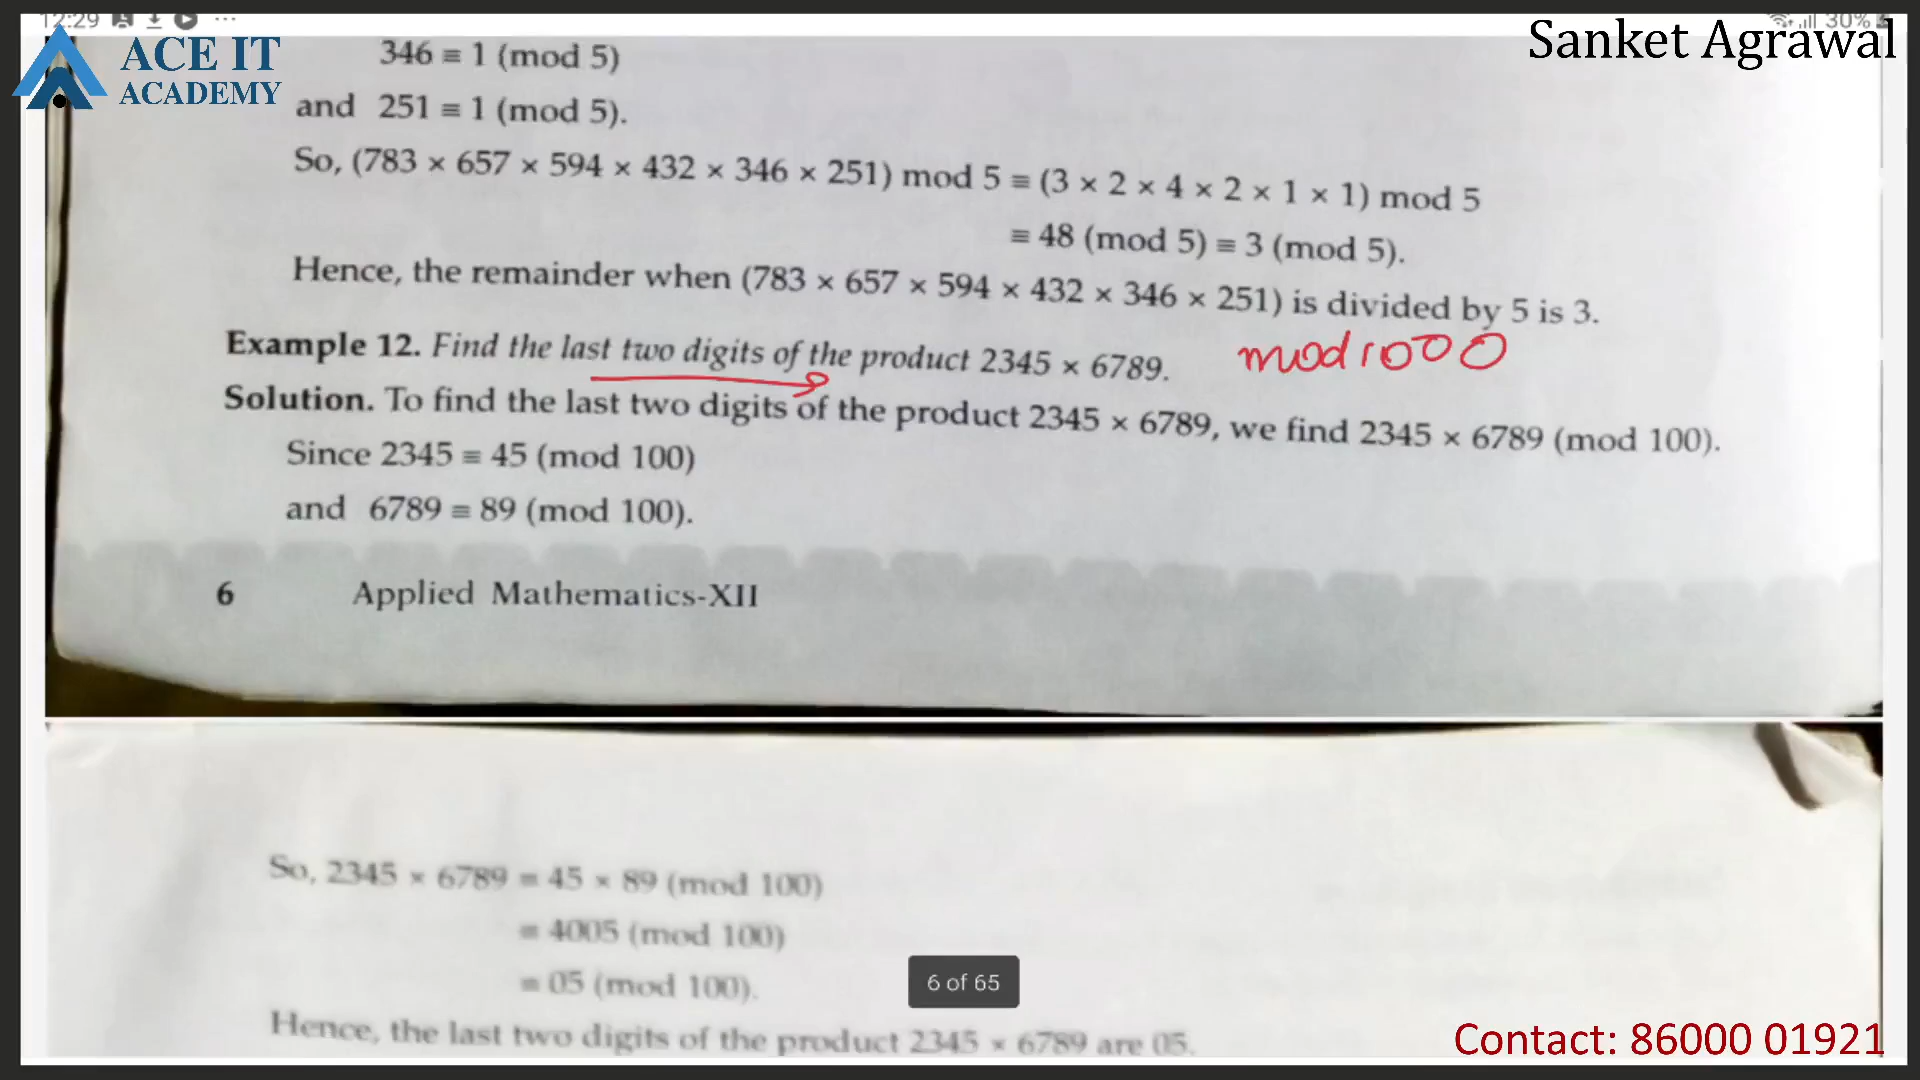 12:29
30%
ACE IT
ACADEMY
Sanket Agrawal
346 ≡ 1 (mod 5)
and 251 ≡ 1 (mod 5).
So, (783 × 657 × 594 × 432 × 346 × 251) mod 5 ≡ (3 × 2 × 4 × 2 × 1 × 1) mod 5
≡ 48 (mod 5) ≡ 3 (mod 5).
Hence, the remainder when (783 × 657 × 594 × 432 × 346 × 251) is divided by 5 is 3.
Example 12. Find the last two digits of the product 2345 × 6789. mod 1000
Solution. To find the last two digits of the product 2345 × 6789, we find 2345 × 6789 (mod 100).
Since 2345 ≡ 45 (mod 100)
and 6789 ≡ 89 (mod 100).
6 Applied Mathematics-XII
So, 2345 × 6789 ≡ 45 × 89 (mod 100)
≡ 4005 (mod 100)
≡ 05 (mod 100).
6 of 65
Hence, the last two digits of the product 2345 × 6789 are 05.
Contact: 86000 01921